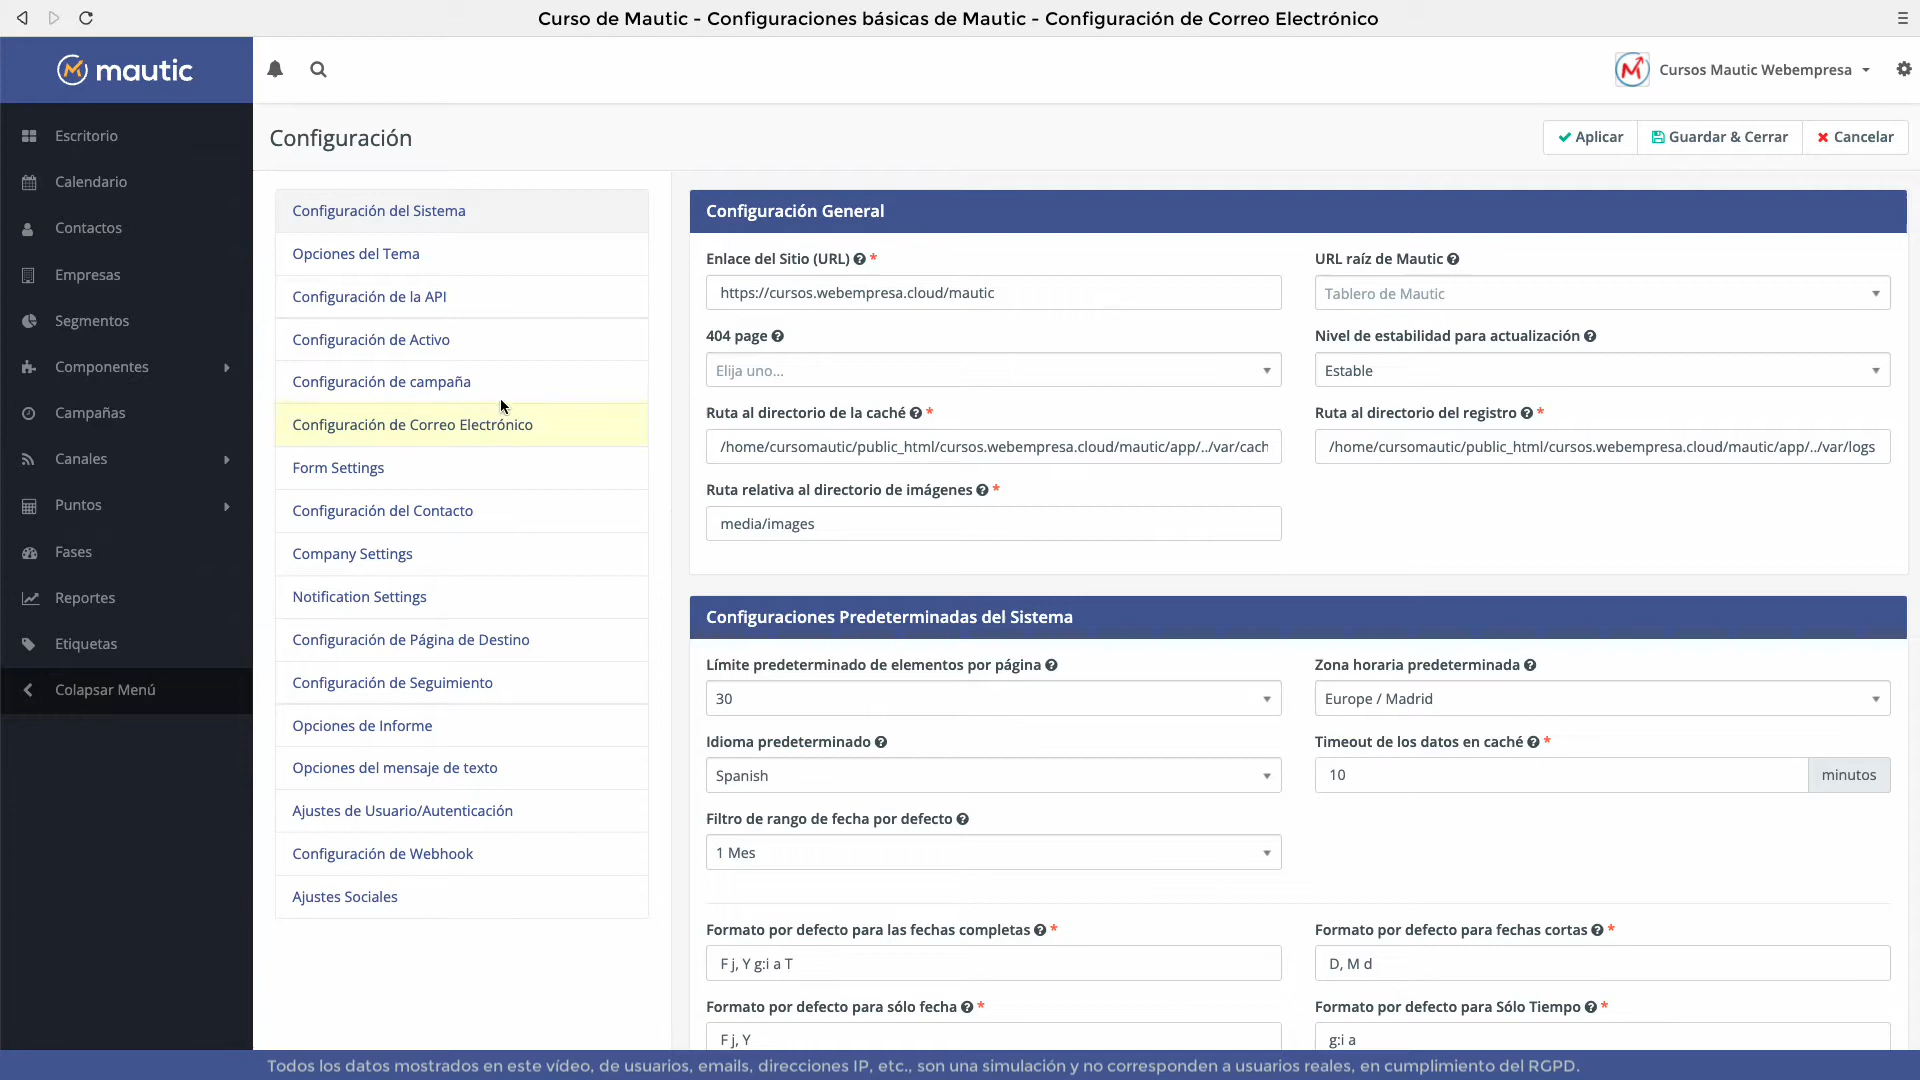 Curso de Mautic - Configuraciones básicas de Mautic - Configuración de Correo Electrónico
mautic
Cursos Mautic Webempresa
Escritorio
Calendario
Contactos
Empresas
Segmentos
Componentes
Campañas
Canales
Puntos
Fases
Reportes
Etiquetas
Colapsar Menú
Configuración
Aplicar
Guardar & Cerrar
Cancelar
Configuración del Sistema
Opciones del Tema
Configuración de la API
Configuración de Activo
Configuración de campaña
Configuración de Correo Electrónico
Form Settings
Configuración del Contacto
Company Settings
Notification Settings
Configuración de Página de Destino
Configuración de Seguimiento
Opciones de Informe
Opciones del mensaje de texto
Ajustes de Usuario/Autenticación
Configuración de Webhook
Ajustes Sociales
Configuración General
Enlace del Sitio (URL) *
https://cursos.webempresa.cloud/mautic
URL raíz de Mautic
Tablero de Mautic
404 page
Elija uno...
Nivel de estabilidad para actualización
Estable
Ruta al directorio de la caché *
/home/cursomautic/public_html/cursos.webempresa.cloud/mautic/app/../var/cach
Ruta al directorio del registro *
/home/cursomautic/public_html/cursos.webempresa.cloud/mautic/app/../var/logs
Ruta relativa al directorio de imágenes *
media/images
Configuraciones Predeterminadas del Sistema
Límite predeterminado de elementos por página
30
Zona horaria predeterminada
Europe / Madrid
Idioma predeterminado
Spanish
Timeout de los datos en caché *
10 minutos
Filtro de rango de fecha por defecto
1 Mes
Formato por defecto para las fechas completas *
F j, Y g:i a T
Formato por defecto para fechas cortas *
D, M d
Formato por defecto para sólo fecha *
F j, Y
Formato por defecto para Sólo Tiempo *
g:i a
Todos los datos mostrados en este vídeo, de usuarios, emails, direcciones IP, etc., son una simulación y no corresponden a usuarios reales, en cumplimiento del RGPD.